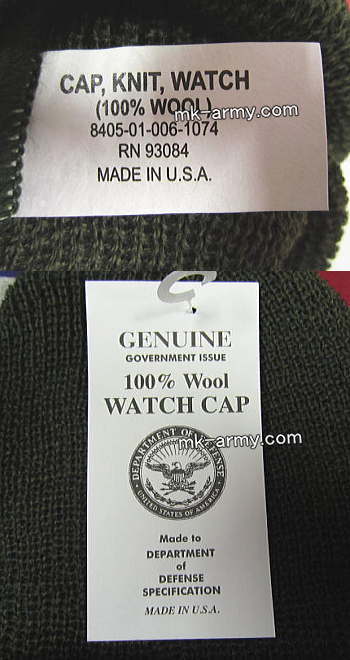 CAP, KNIT, WATCH
(100% WOOL)
mk-army.com
8405-01-006-1074
RN 93084
MADE IN U.S.A.
GENUINE
GOVERNMENT ISSUE
100% Wool
WATCH CAP
DEPARTMENT OF DEFENSE
mk-army.com
UNITED STATES OF AMERICA
Made to
DEPARTMENT
of
DEFENSE
SPECIFICATION
MADE IN U.S.A.